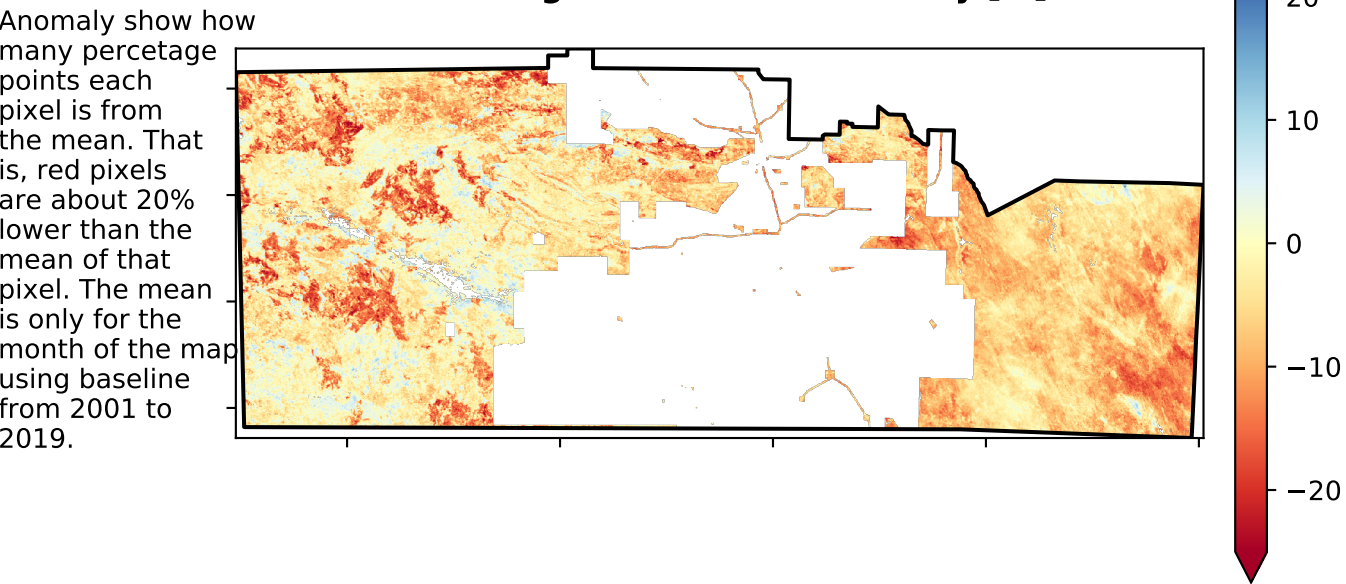 Anomaly show how
many percetage
points each
pixel is from
the mean. That
is, red pixels
are about 20%
lower than the
mean of that
pixel. The mean
is only for the
month of the map
using baseline
from 2001 to
2019.
20
10
0
−10
−20